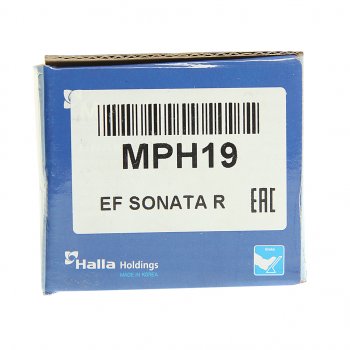 MPH19
EF SONATA R EAC
Halla Holdings
MADE IN KOREA